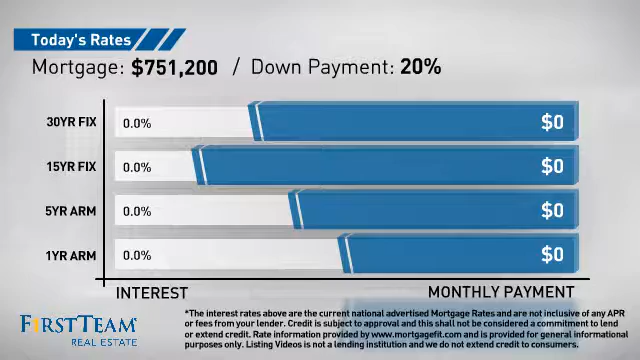 Today's Rates
Mortgage: $751,200 / Down Payment: 20%
30YR FIX 0.0% $0
15YR FIX 0.0% $0
5YR ARM 0.0% $0
1YR ARM 0.0% $0
INTEREST MONTHLY PAYMENT
FIRSTTEAM®
REAL ESTATE
*The interest rates above are the current national advertised Mortgage Rates and are not inclusive of any APR
or fees from your lender. Credit is subject to approval and this shall not be considered a commitment to lend
or extend credit. Rate information provided by www.mortgagefit.com and is provided for general informational
purposes only. Listing Videos is not a lending institution and we do not extend credit to consumers.